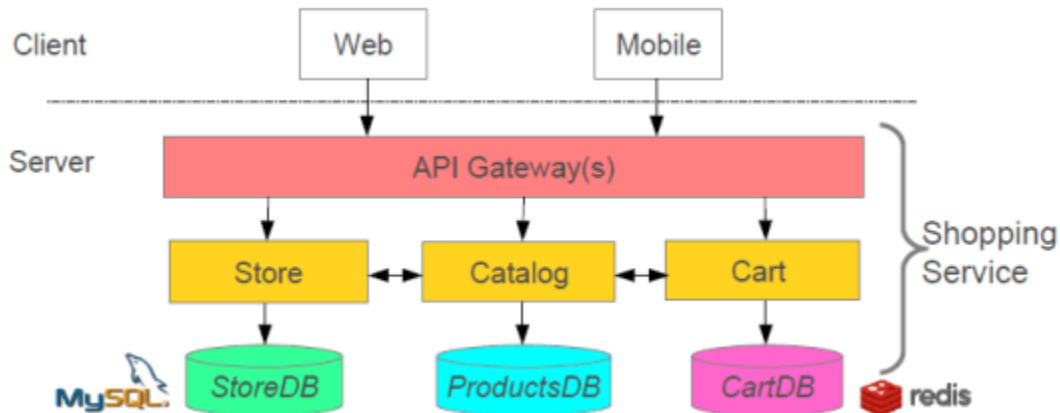 Client
Web
Mobile
Server
API Gateway(s)
Shopping
Service
Store
Catalog
Cart
MySQL
StoreDB
ProductsDB
CartDB
redis